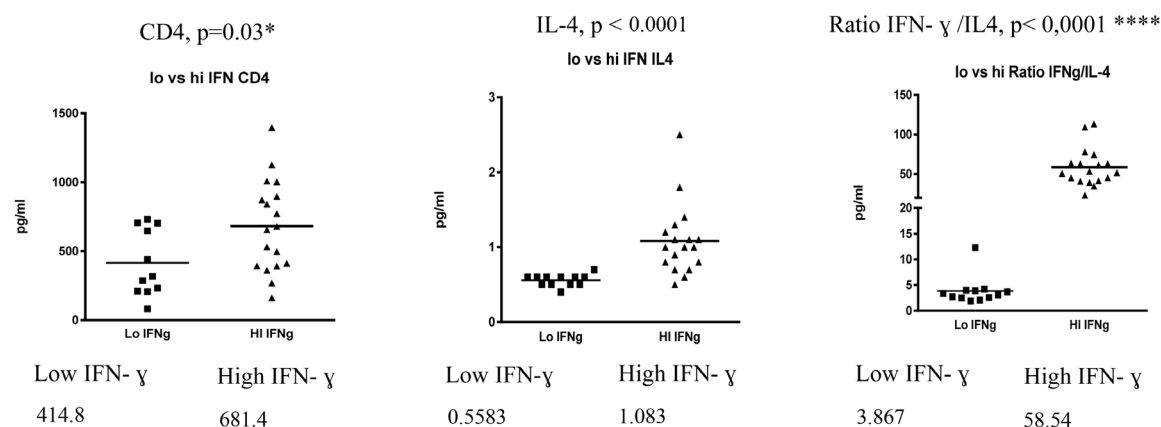 CD4, p=0.03*
lo vs hi IFN CD4
1500
1000
500
0
pg/ml
Lo IFNg
HI IFNg
Low IFN- ɣ
High IFN- ɣ
414.8
681.4
IL-4, p < 0.0001
lo vs hi IFN IL4
3
2
1
0
pg/ml
Lo IFNg
HI IFNg
Low IFN-ɣ
High IFN- ɣ
0.5583
1.083
Ratio IFN- ɣ /IL4, p< 0,0001 ****
lo vs hi Ratio IFNg/IL-4
150
100
50
20
15
10
5
0
pg/ml
Lo IFNg
HI IFNg
Low IFN- ɣ
High IFN- ɣ
3.867
58.54